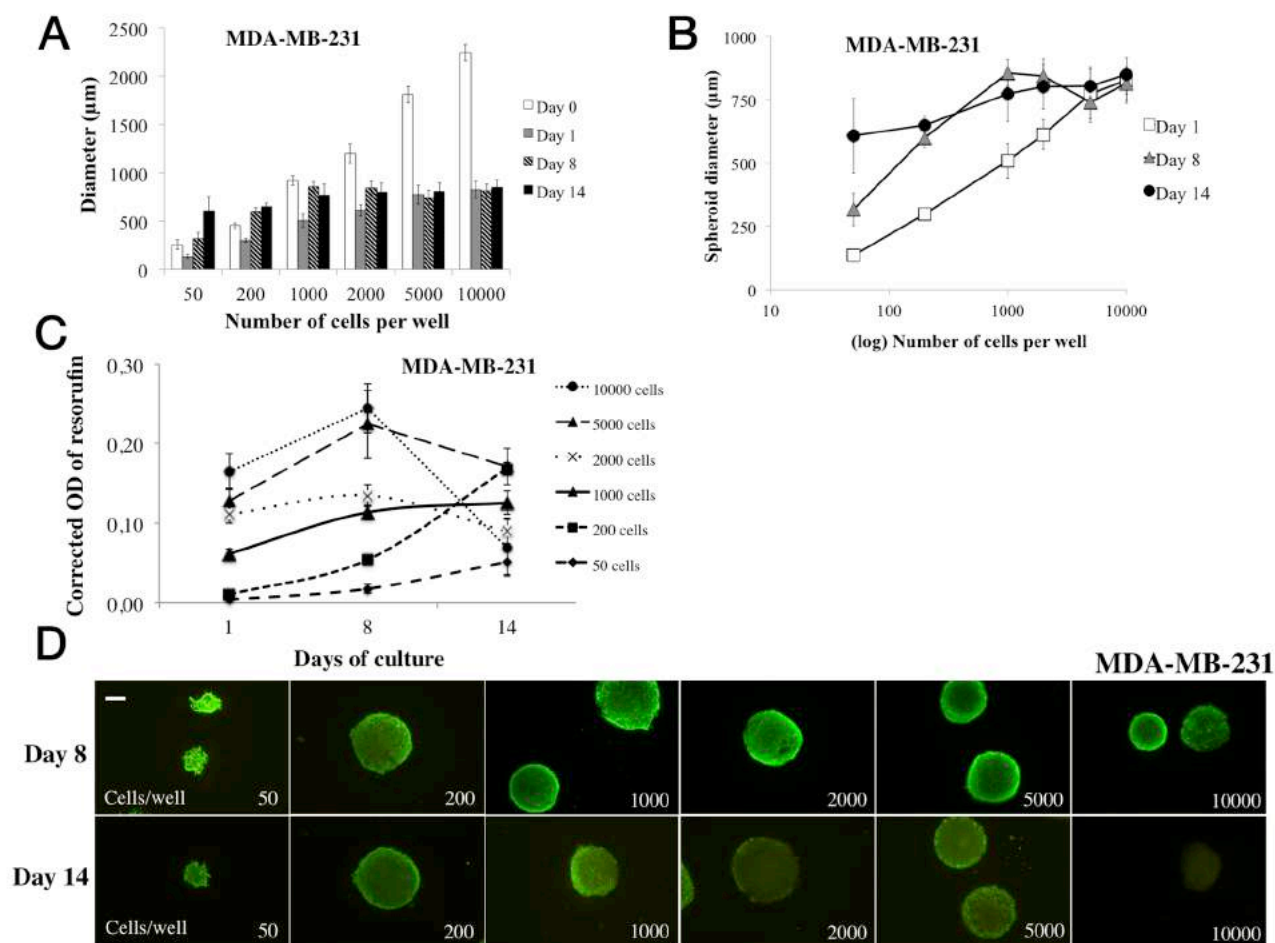 A
MDA-MB-231
Diameter (µm)
2500
2000
1500
1000
500
0
50 200 1000 2000 5000 10000
Number of cells per well
Day 0
Day 1
Day 8
Day 14
B
MDA-MB-231
Spheroid diameter (µm)
1000
750
500
250
0
10 100 1000 10000
(log) Number of cells per well
Day 1
Day 8
Day 14
C
MDA-MB-231
Corrected OD of resorufin
0,30
0,20
0,10
0,00
1 8 14
Days of culture
10000 cells
5000 cells
2000 cells
1000 cells
200 cells
50 cells
D
MDA-MB-231
Day 8
Cells/well 50 200 1000 2000 5000 10000
Day 14
Cells/well 50 200 1000 2000 5000 10000